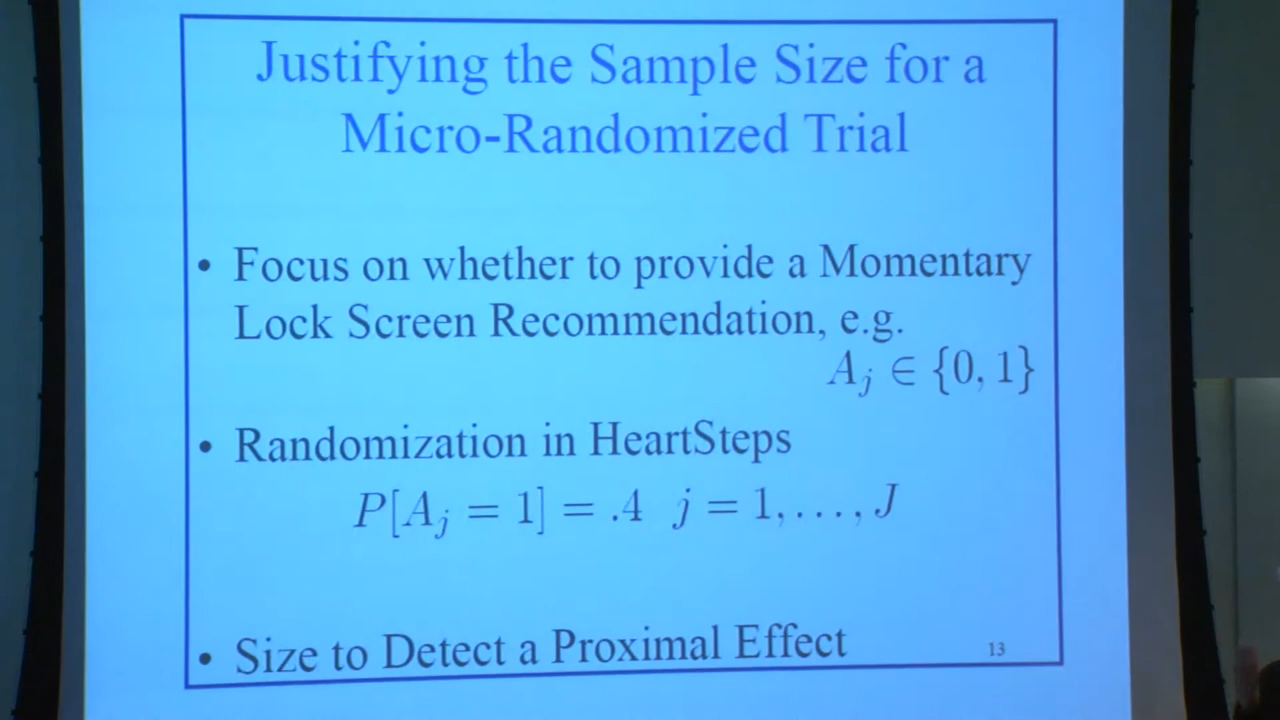 Justifying the Sample Size for a
Micro-Randomized Trial
• Focus on whether to provide a Momentary
Lock Screen Recommendation, e.g.
A_j ∈ {0, 1}
• Randomization in HeartSteps
P[A_j = 1] = .4 j = 1, . . . , J
• Size to Detect a Proximal Effect
13